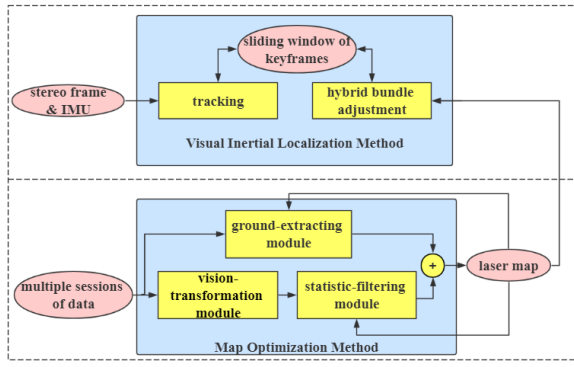 sliding window of
keyframes
stereo frame
& IMU
tracking
hybrid bundle
adjustment
Visual Inertial Localization Method
ground-extracting
module
multiple sessions
of data
vision-
transformation
module
statistic-filtering
module
+
laser map
Map Optimization Method